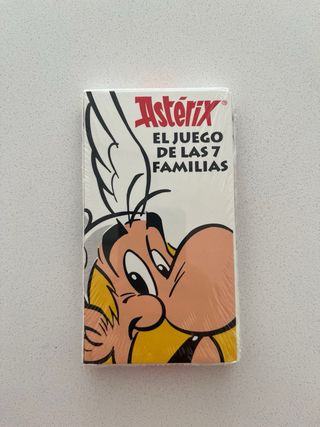 Astérix®
EL JUEGO
DE LAS 7
FAMILIAS